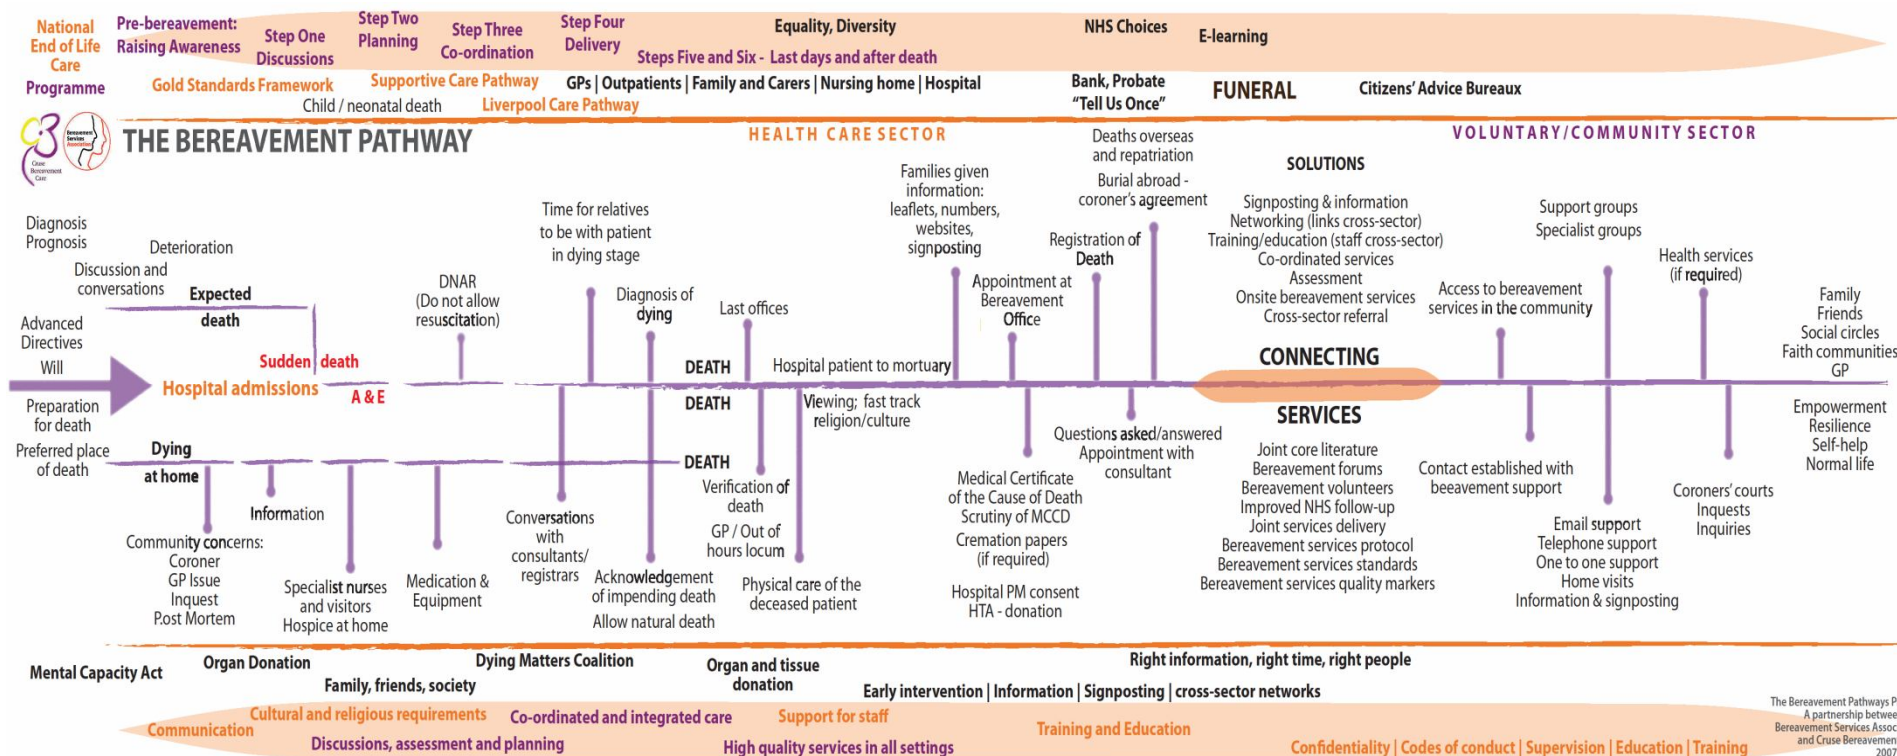 National
End of Life
Care
Programme
Pre-bereavement:
Raising Awareness
Step One
Discussions
Step Two
Planning
Step Three
Co-ordination
Step Four
Delivery
Equality, Diversity
Steps Five and Six - Last days and after death
NHS Choices
E-learning
Gold Standards Framework
Supportive Care Pathway
GPs | Outpatients | Family and Carers | Nursing home | Hospital
Child / neonatal death
Liverpool Care Pathway
Bank, Probate
“Tell Us Once”
FUNERAL
Citizens’ Advice Bureaux
Cruse
Bereavement
Care
Bereavement
Services
Association
THE BEREAVEMENT PATHWAY
HEALTH CARE SECTOR
VOLUNTARY/COMMUNITY SECTOR
Diagnosis
Prognosis
Deterioration
Discussion and
conversations
Expected
death
Advanced
Directives
Will
Sudden death
Hospital admissions
A & E
Preparation
for death
Preferred place
of death
Dying
at home
DNAR
(Do not allow
resuscitation)
Time for relatives
to be with patient
in dying stage
Diagnosis of
dying
Last offices
DEATH
DEATH
DEATH
Hospital patient to mortuary
Viewing; fast track
religion/culture
Families given
information:
leaflets, numbers,
websites,
signposting
Appointment at
Bereavement
Office
Registration of
Death
Deaths overseas
and repatriation
Burial abroad -
coroner’s agreement
SOLUTIONS
Signposting & information
Networking (links cross-sector)
Training/education (staff cross-sector)
Co-ordinated services
Assessment
Onsite bereavement services
Cross-sector referral
CONNECTING
SERVICES
Joint core literature
Bereavement forums
Bereavement volunteers
Improved NHS follow-up
Joint services delivery
Bereavement services protocol
Bereavement services standards
Bereavement services quality markers
Access to bereavement
services in the community
Support groups
Specialist groups
Health services
(if required)
Family
Friends
Social circles
Faith communities
GP
Empowerment
Resilience
Self-help
Normal life
Community concerns:
Coroner
GP Issue
Inquest
Post Mortem
Information
Specialist nurses
and visitors
Hospice at home
Medication &
Equipment
Conversations
with
consultants/
registrars
Acknowledgement
of impending death
Allow natural death
Verification of
death
GP / Out of
hours locum
Physical care of the
deceased patient
Medical Certificate
of the Cause of Death
Scrutiny of MCCD
Cremation papers
(if required)
Hospital PM consent
HTA - donation
Questions asked/answered
Appointment with
consultant
Contact established with
beeavement support
Email support
Telephone support
One to one support
Home visits
Information & signposting
Coroners’ courts
Inquests
Inquiries
Mental Capacity Act
Organ Donation
Family, friends, society
Dying Matters Coalition
Organ and tissue
donation
Early intervention | Information | Signposting | cross-sector networks
Right information, right time, right people
Communication
Cultural and religious requirements
Discussions, assessment and planning
Co-ordinated and integrated care
High quality services in all settings
Support for staff
Training and Education
Confidentiality | Codes of conduct | Supervision | Education | Training
The Bereavement Pathways P
A partnership betwee
Bereavement Services Assoc
and Cruse Bereavemen
2007